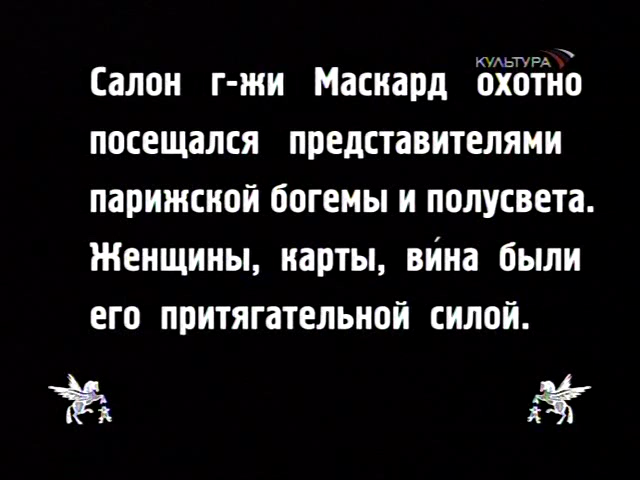 КУЛЬТУРА
Салон г-жи Маскард охотно
посещался представителями
парижской богемы и полусвета.
Женщины, карты, ви́на были
его притягательной силой.